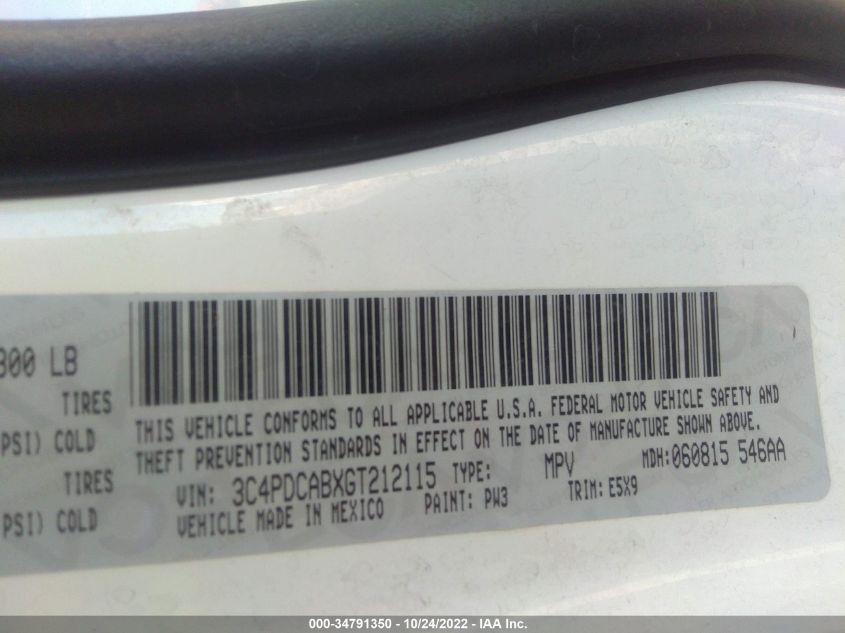 300 LB
TIRES
PSI) COLD
TIRES
PSI) COLD
THIS VEHICLE CONFORMS TO ALL APPLICABLE U.S.A. FEDERAL MOTOR VEHICLE SAFETY AND
THEFT PREVENTION STANDARDS IN EFFECT ON THE DATE OF MANUFACTURE SHOWN ABOVE.
VIN: 3C4PDCABXGT212115 TYPE: MPV MDH:060815 546AA
VEHICLE MADE IN MEXICO PAINT: PW3 TRIM: E5X9
000-34791350 - 10/24/2022 - IAA Inc.